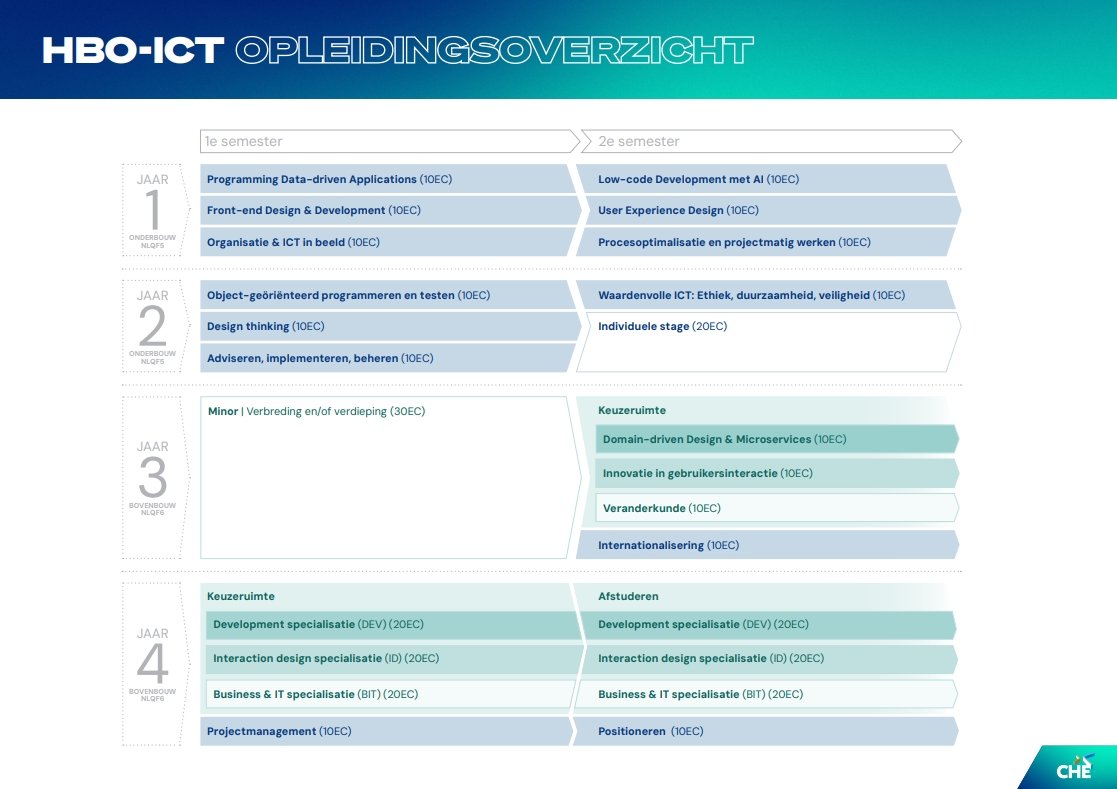 HBO-ICT OPLEIDINGSOVERZICHT
1e semester
2e semester
JAAR
1
ONDERBOUW
NLQF5
Programming Data-driven Applications (10EC)
Low-code Development met AI (10EC)
Front-end Design & Development (10EC)
User Experience Design (10EC)
Organisatie & ICT in beeld (10EC)
Procesoptimalisatie en projectmatig werken (10EC)
JAAR
2
ONDERBOUW
NLQF5
Object-geöriënteerd programmeren en testen (10EC)
Waardenvolle ICT: Ethiek, duurzaamheid, veiligheid (10EC)
Design thinking (10EC)
Individuele stage (20EC)
Adviseren, implementeren, beheren (10EC)
JAAR
3
BOVENBOUW
NLQF6
Minor | Verbreding en/of verdieping (30EC)
Keuzeruimte
Domain-driven Design & Microservices (10EC)
Innovatie in gebruikersinteractie (10EC)
Veranderkunde (10EC)
Internationalisering (10EC)
JAAR
4
BOVENBOUW
NLQF6
Keuzeruimte
Afstuderen
Development specialisatie (DEV) (20EC)
Development specialisatie (DEV) (20EC)
Interaction design specialisatie (ID) (20EC)
Interaction design specialisatie (ID) (20EC)
Business & IT specialisatie (BIT) (20EC)
Business & IT specialisatie (BIT) (20EC)
Projectmanagement (10EC)
Positioneren (10EC)
CHE